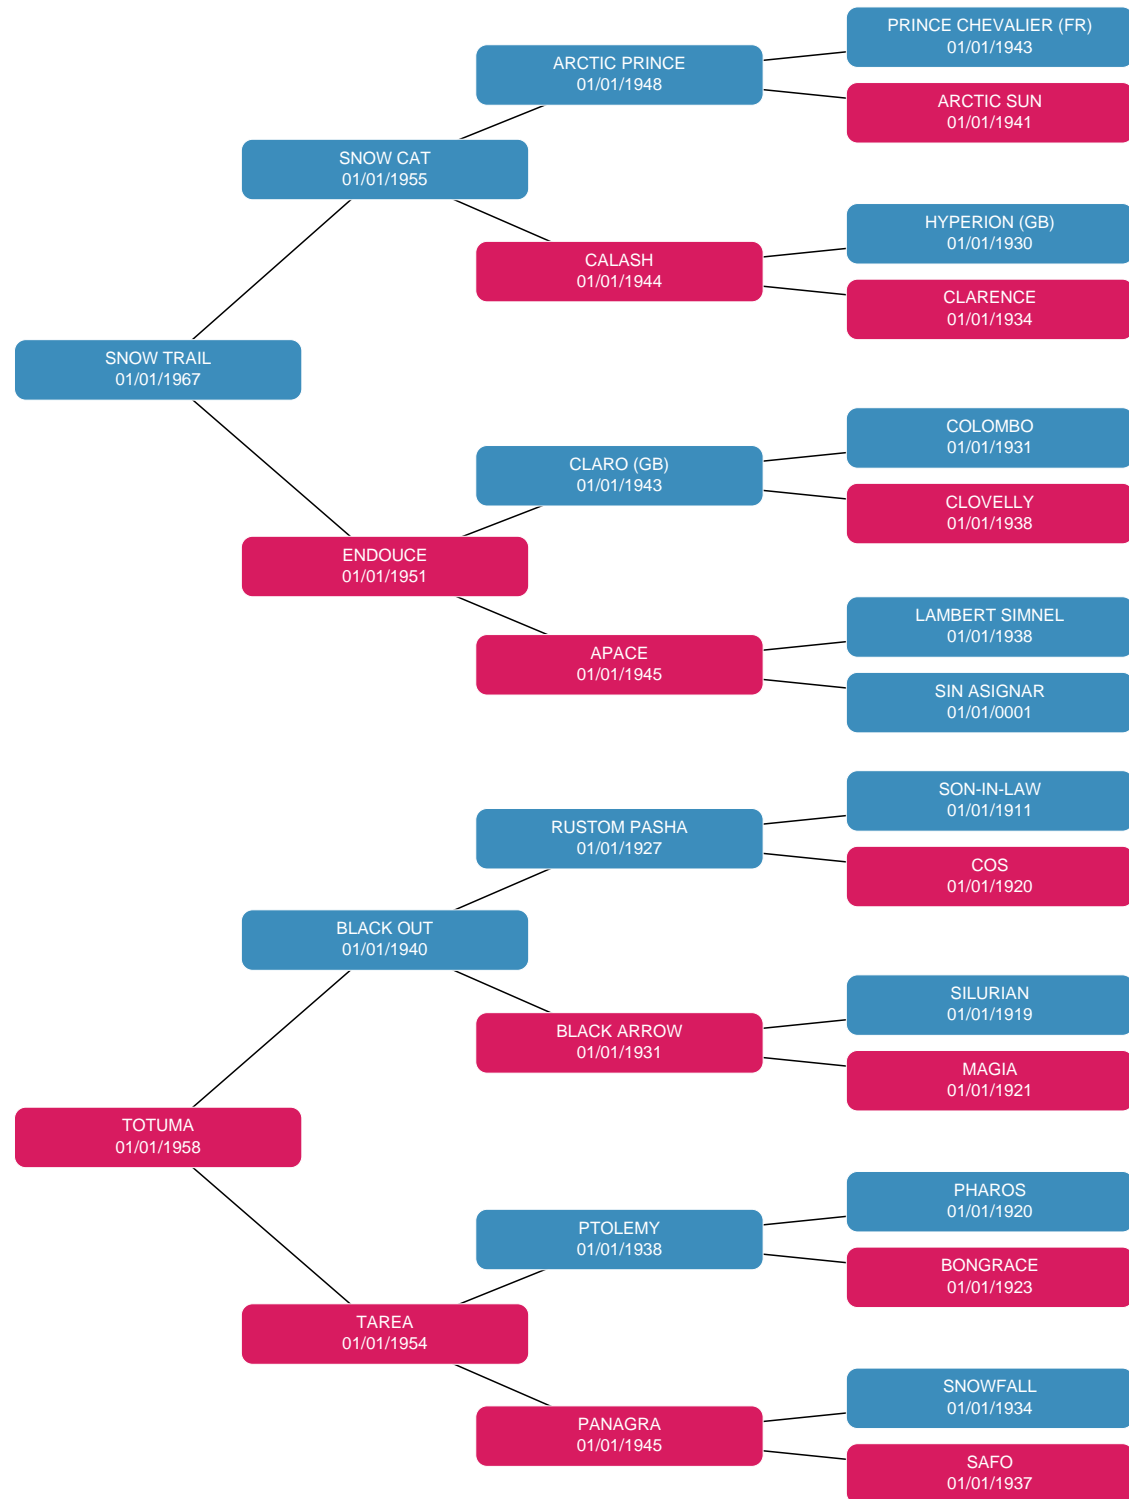 PRINCE CHEVALIER (FR)
01/01/1943
ARCTIC PRINCE
01/01/1948
ARCTIC SUN
01/01/1941
SNOW CAT
01/01/1955
HYPERION (GB)
01/01/1930
CALASH
01/01/1944
CLARENCE
01/01/1934
SNOW TRAIL
01/01/1967
COLOMBO
01/01/1931
CLARO (GB)
01/01/1943
CLOVELLY
01/01/1938
ENDOUCE
01/01/1951
LAMBERT SIMNEL
01/01/1938
APACE
01/01/1945
SIN ASIGNAR
01/01/0001
SON-IN-LAW
01/01/1911
RUSTOM PASHA
01/01/1927
COS
01/01/1920
BLACK OUT
01/01/1940
SILURIAN
01/01/1919
BLACK ARROW
01/01/1931
MAGIA
01/01/1921
TOTUMA
01/01/1958
PHAROS
01/01/1920
PTOLEMY
01/01/1938
BONGRACE
01/01/1923
TAREA
01/01/1954
SNOWFALL
01/01/1934
PANAGRA
01/01/1945
SAFO
01/01/1937